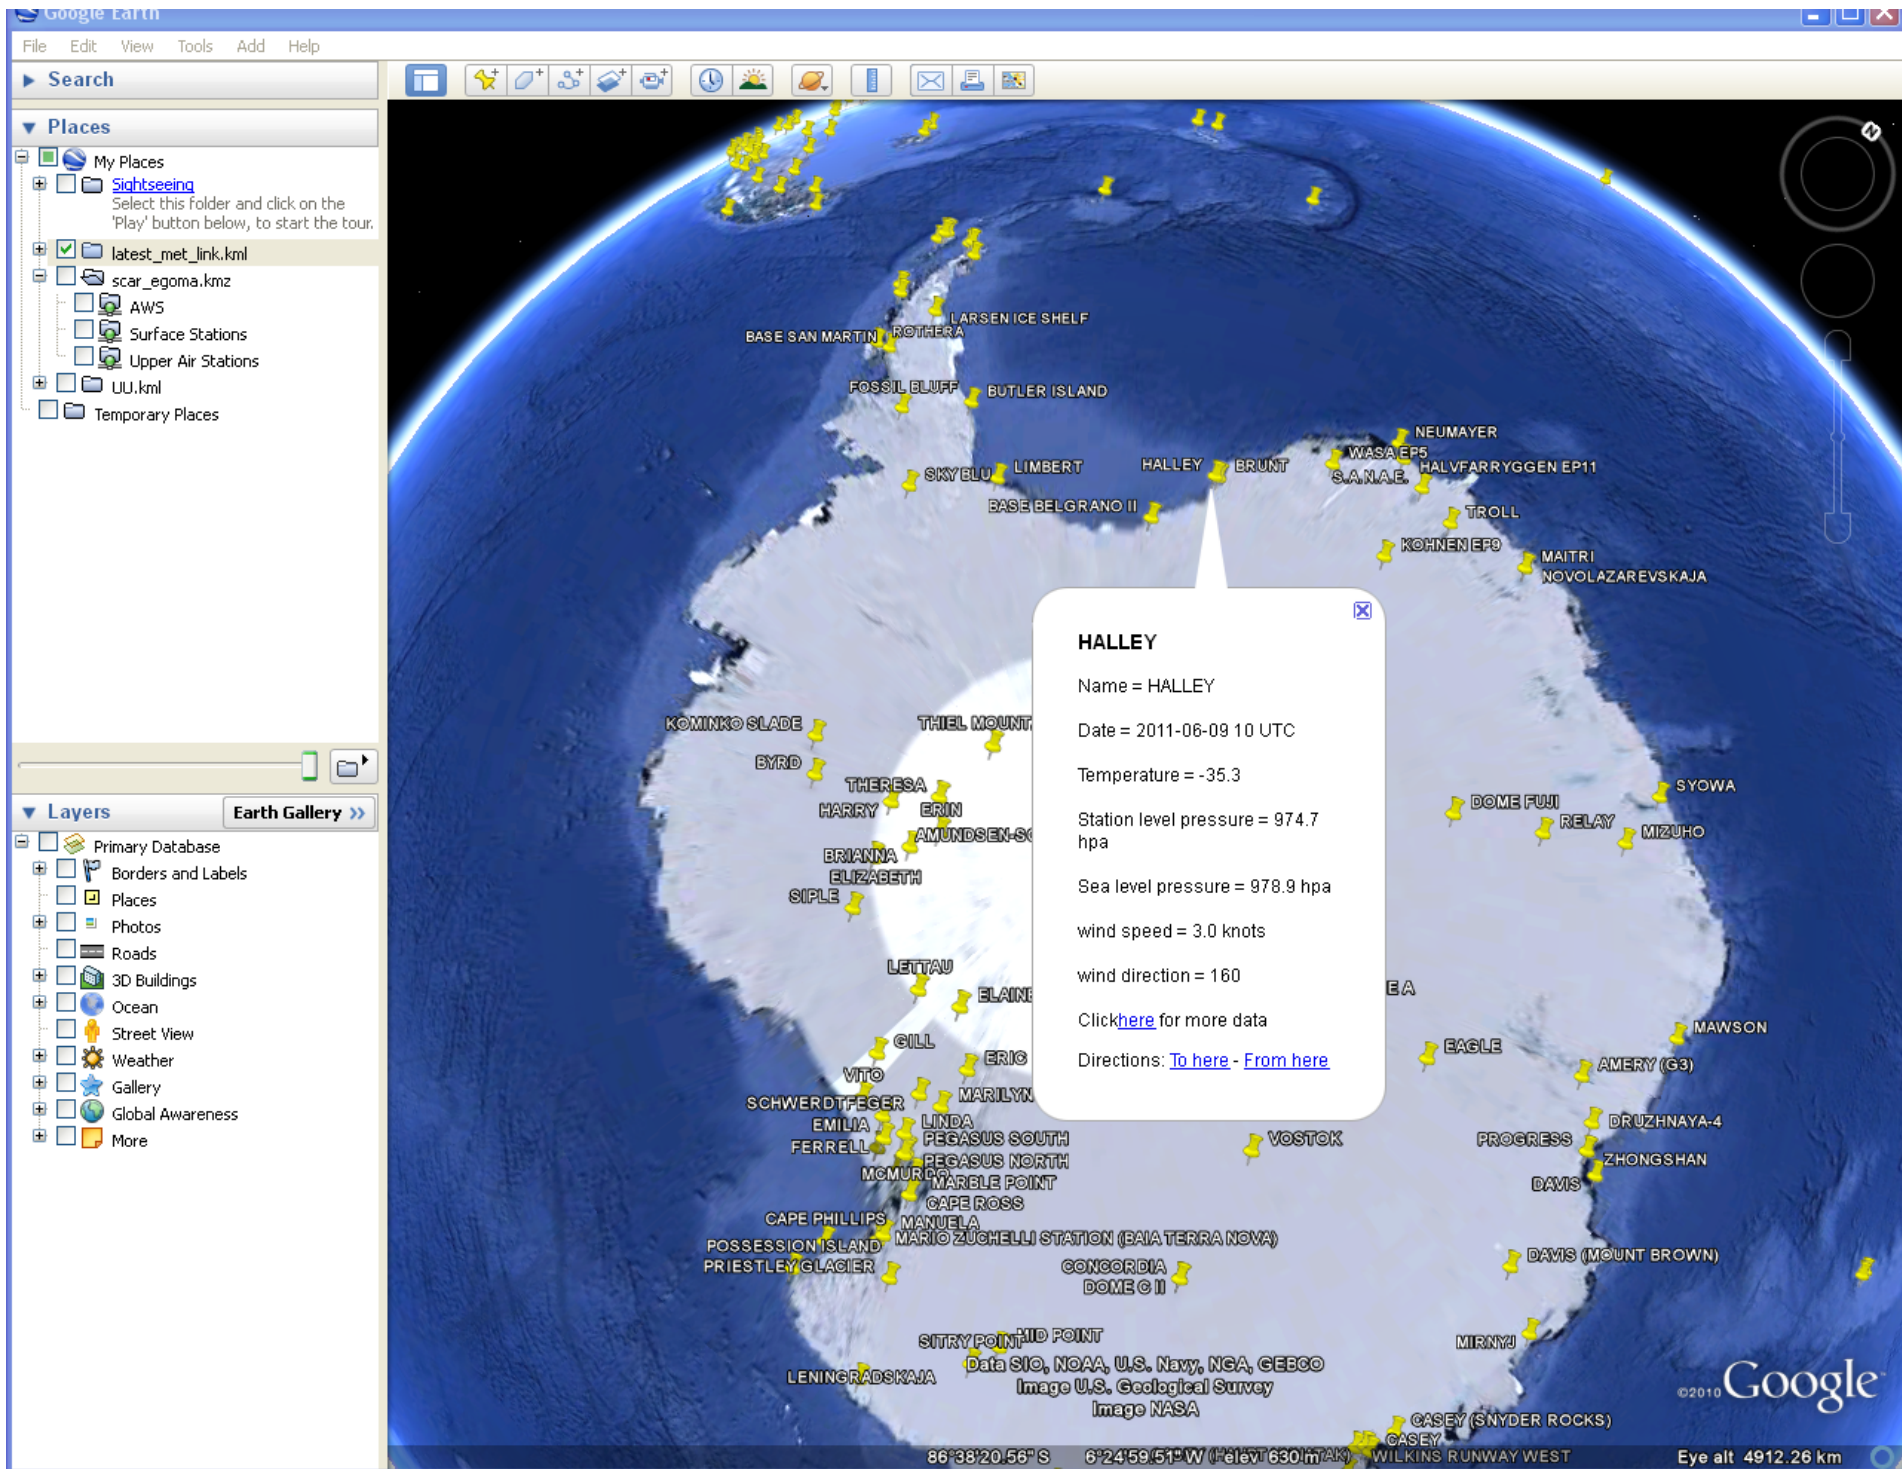 Google Earth
File Edit View Tools Add Help
Search
Places
My Places
Sightseeing
Select this folder and click on the
'Play' button below, to start the tour.
latest_met_link.kml
scar_egoma.kmz
AWS
Surface Stations
Upper Air Stations
UU.kml
Temporary Places
Layers
Earth Gallery >>
Primary Database
Borders and Labels
Places
Photos
Roads
3D Buildings
Ocean
Street View
Weather
Gallery
Global Awareness
More
LARSEN ICE SHELF
BASE SAN MARTIN
ROTHERA
FOSSIL BLUFF
BUTLER ISLAND
NEUMAYER
WASA EP5
HALLEY
BRUNT
LIMBERT
SKY BLU
HALVFARRYGGEN EP11
S.A.N.A.E.
BASE BELGRANO II
TROLL
KOHNEN EP9
MAITRI
NOVOLAZAREVSKAJA
HALLEY
Name = HALLEY
Date = 2011-06-09 10 UTC
Temperature = -35.3
Station level pressure = 974.7
hpa
Sea level pressure = 978.9 hpa
wind speed = 3.0 knots
wind direction = 160
Clickhere for more data
Directions: To here - From here
KOMINKO SLADE
THIEL MOUNT
BYRD
THERESA
HARRY
ERIN
AMUNDSEN-SC
BRIANNA
ELIZABETH
SIPLE
SYOWA
DOME FUJI
RELAY
MIZUHO
LETTAU
ELAINE
E A
GILL
ERIC
VITO
MARILYN
SCHWERDTFEGER
EMILIA
LINDA
FERRELL
PEGASUS SOUTH
PEGASUS NORTH
MCMURDO
MARBLE POINT
CAPE ROSS
CAPE PHILLIPS
MANUELA
POSSESSION ISLAND
MARIO ZUCHELLI STATION (BAIA TERRA NOVA)
PRIESTLEY GLACIER
MAWSON
EAGLE
AMERY (G3)
DRUZHNAYA-4
VOSTOK
PROGRESS
ZHONGSHAN
DAVIS
CONCORDIA
DOME C II
DAVIS (MOUNT BROWN)
SITRY POINT
MID POINT
MIRNYJ
LENINGRADSKAJA
Data SIO, NOAA, U.S. Navy, NGA, GEBCO
Image U.S. Geological Survey
Image NASA
©2010 Google
CASEY (SNYDER ROCKS)
CASEY
WILKINS RUNWAY WEST
86°38'20.56" S 6°24'59.51" W elev 630 m
Eye alt 4912.26 km